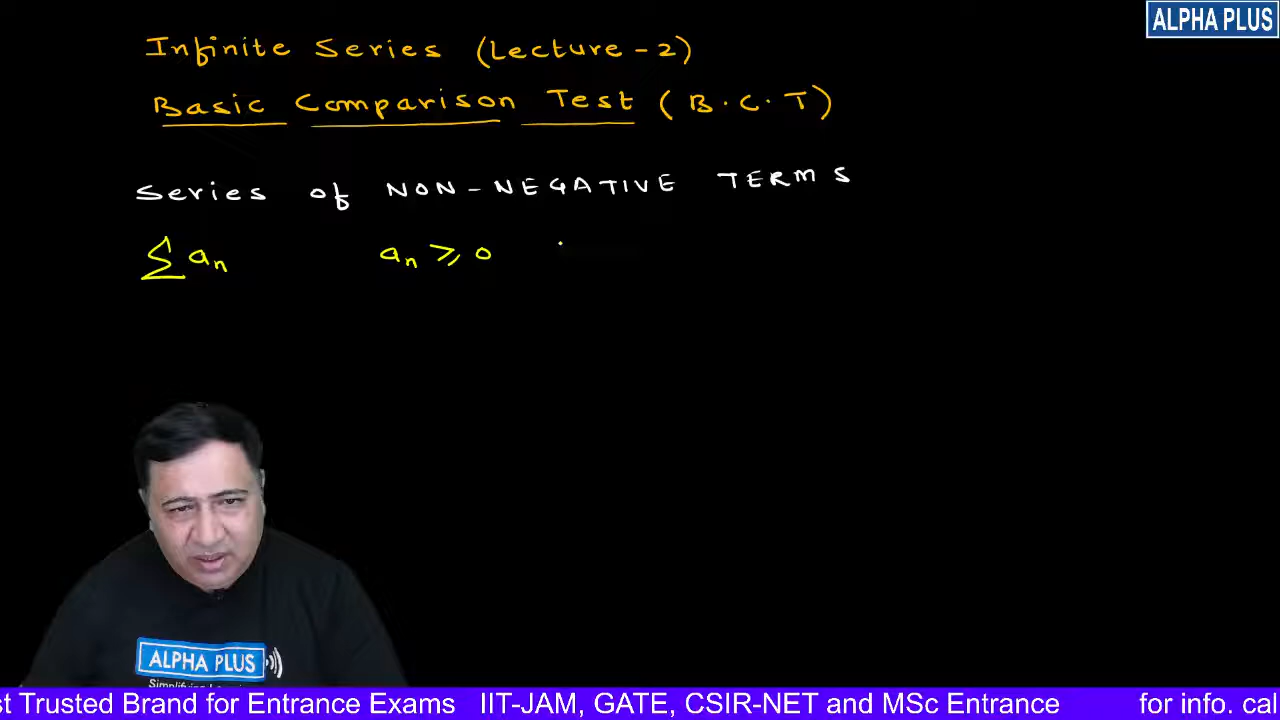 ALPHA PLUS
Infinite Series (Lecture - 2)
Basic Comparison Test (B.C.T)
Series of NON-NEGATIVE TERMS
∑ aₙ aₙ ⩾ 0
ALPHA PLUS
st Trusted Brand for Entrance Exams IIT-JAM, GATE, CSIR-NET and MSc Entrance for info. cal